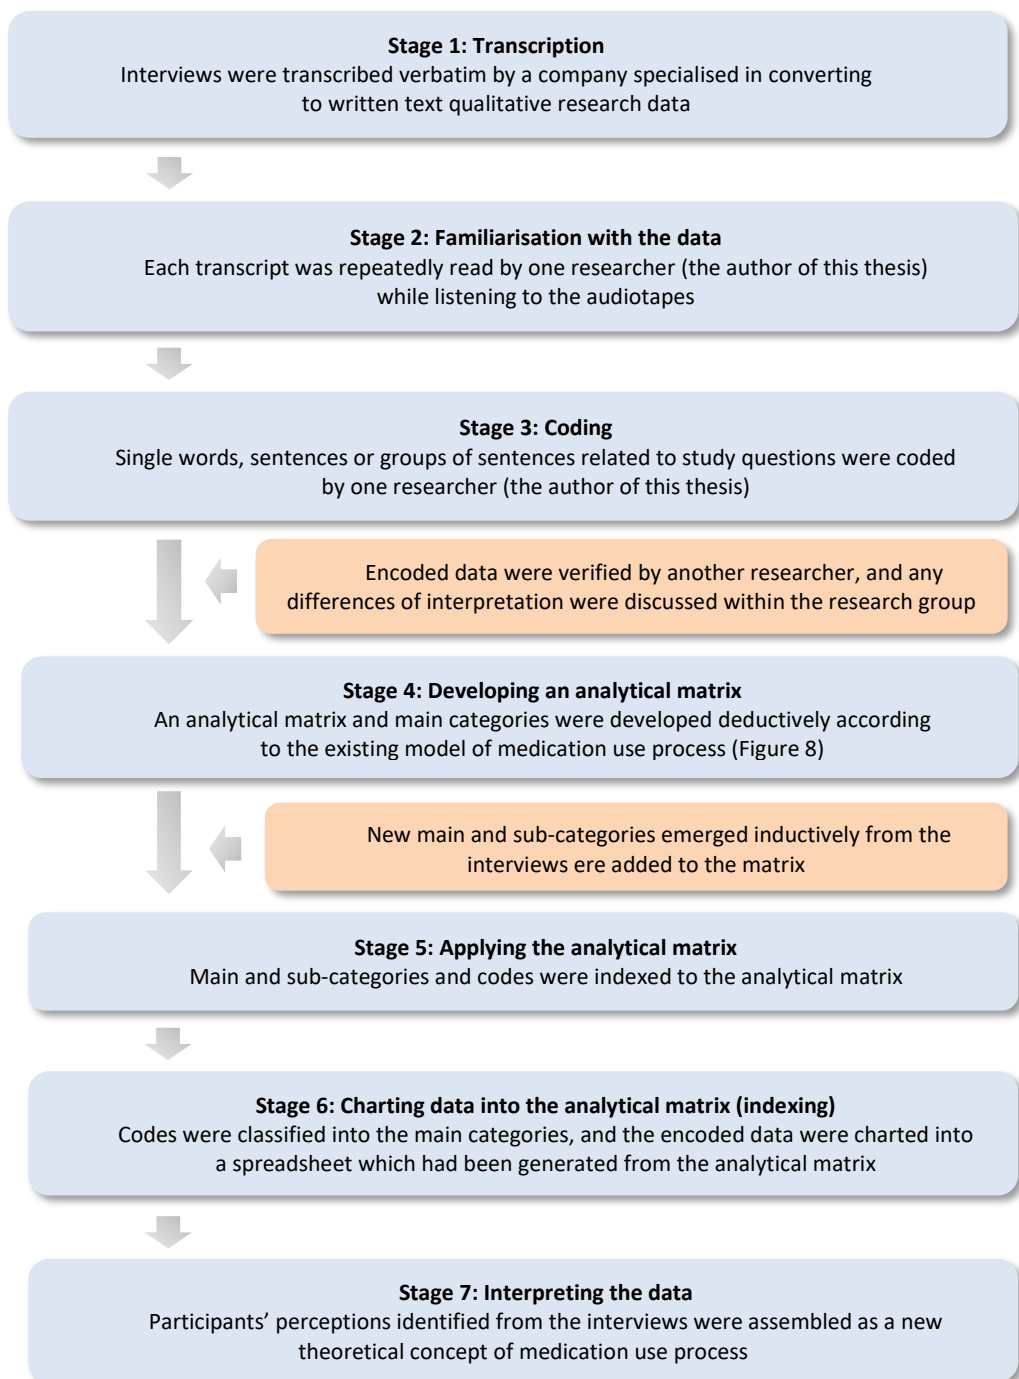 Stage 1: Transcription
Interviews were transcribed verbatim by a company specialised in converting
to written text qualitative research data
Stage 2: Familiarisation with the data
Each transcript was repeatedly read by one researcher (the author of this thesis)
while listening to the audiotapes
Stage 3: Coding
Single words, sentences or groups of sentences related to study questions were coded
by one researcher (the author of this thesis)
Encoded data were verified by another researcher, and any
differences of interpretation were discussed within the research group
Stage 4: Developing an analytical matrix
An analytical matrix and main categories were developed deductively according
to the existing model of medication use process (Figure 8)
New main and sub-categories emerged inductively from the
interviews ere added to the matrix
Stage 5: Applying the analytical matrix
Main and sub-categories and codes were indexed to the analytical matrix
Stage 6: Charting data into the analytical matrix (indexing)
Codes were classified into the main categories, and the encoded data were charted into
a spreadsheet which had been generated from the analytical matrix
Stage 7: Interpreting the data
Participants’ perceptions identified from the interviews were assembled as a new
theoretical concept of medication use process